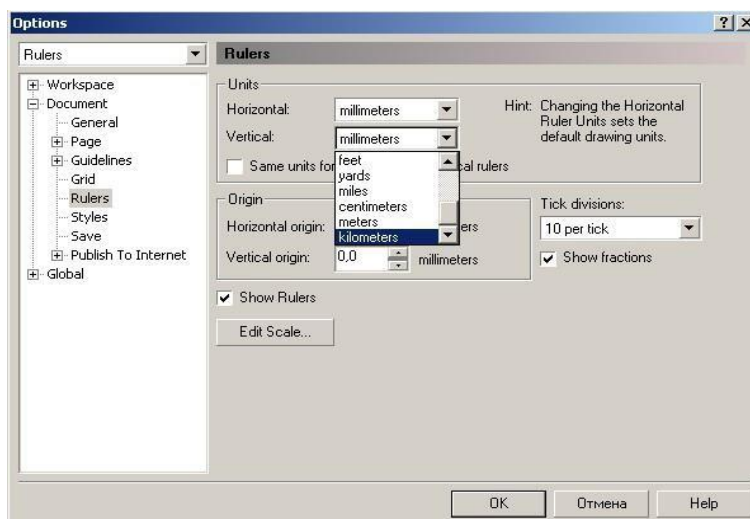 Options
Rulers
Workspace
Document
General
Page
Guidelines
Grid
Rulers
Styles
Save
Publish To Internet
Global
Rulers
Units
Horizontal: millimeters
Vertical: millimeters
Hint: Changing the Horizontal
Ruler Units sets the
default drawing units.
Same units for cal rulers
feet
yards
miles
centimeters
meters
kilometers
Origin
Horizontal origin: ers
Vertical origin: 0,0 millimeters
Tick divisions:
10 per tick
Show fractions
Show Rulers
Edit Scale...
OK Отмена Help